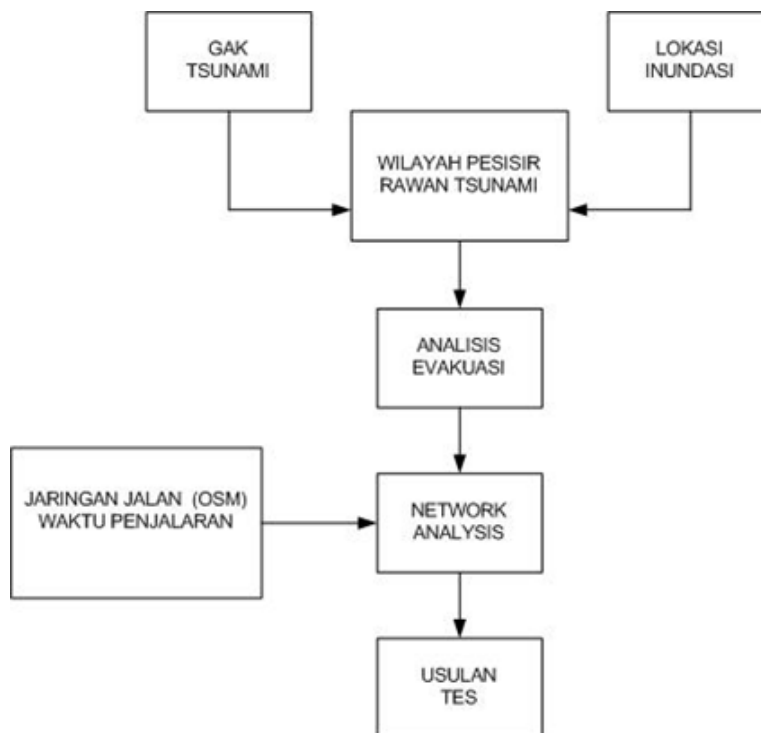 GAK
TSUNAMI
LOKASI
INUNDASI
WILAYAH PESISIR
RAWAN TSUNAMI
ANALISIS
EVAKUASI
JARINGAN JALAN (OSM)
WAKTU PENJALARAN
NETWORK
ANALYSIS
USULAN
TES